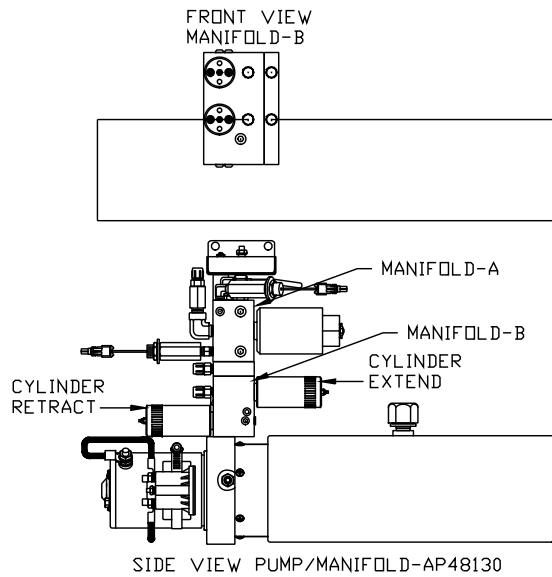 FRONT VIEW
MANIFOLD-B
MANIFOLD-A
MANIFOLD-B
CYLINDER
EXTEND
CYLINDER
RETRACT
SIDE VIEW PUMP/MANIFOLD-AP48130